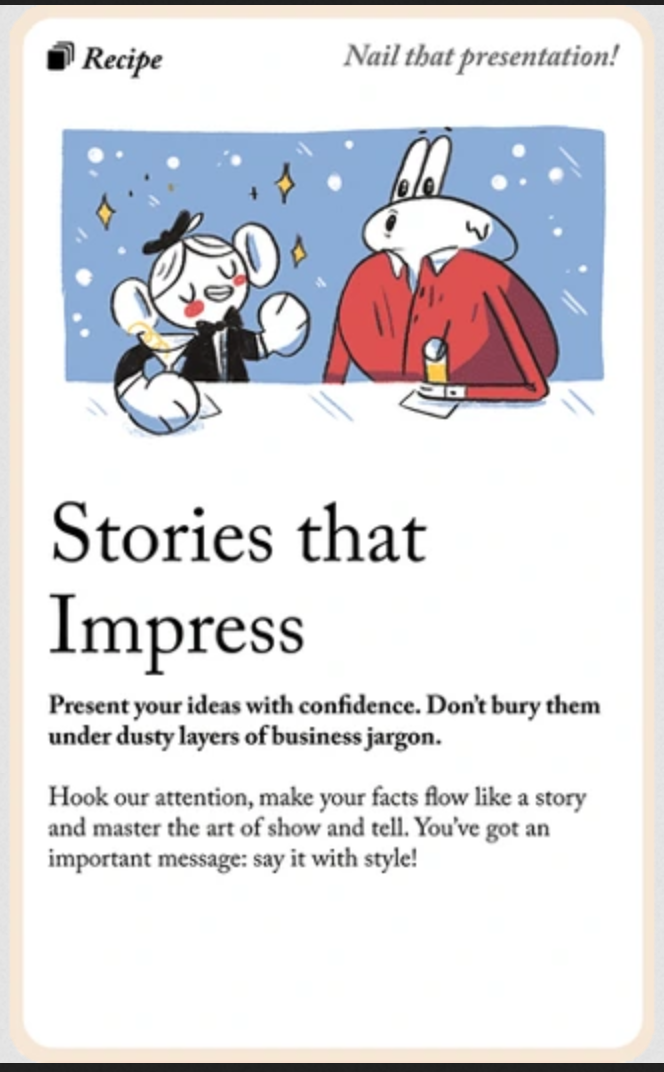 Recipe
Nail that presentation!
Stories that
Impress
Present your ideas with confidence. Don't bury them
under dusty layers of business jargon.
Hook our attention, make your facts flow like a story
and master the art of show and tell. You've got an
important message: say it with style!